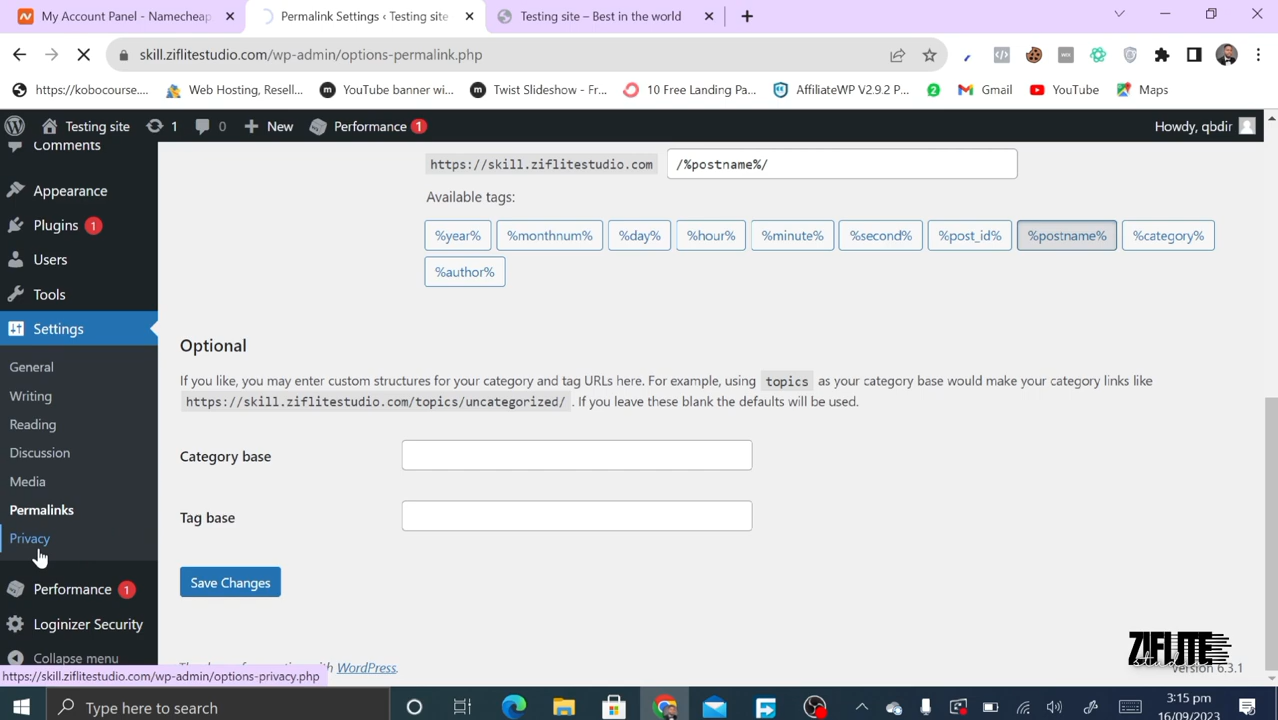 My Account Panel - Namecheap
Permalink Settings ‹ Testing site
Testing site – Best in the world
skill.ziflitestudio.com/wp-admin/options-permalink.php
https://kobocourse....
Web Hosting, Resell...
YouTube banner wi...
Twist Slideshow - Fr...
10 Free Landing Pa...
AffiliateWP V2.9.2 P...
2
Gmail
YouTube
Maps
Testing site
1
0
New
Performance 1
Howdy, qbdir
Comments
Appearance
Plugins 1
Users
Tools
Settings
General
Writing
Reading
Discussion
Media
Permalinks
Privacy
Performance 1
Loginizer Security
Collapse menu
https://skill.ziflitestudio.com
/%postname%/
Available tags:
%year% %monthnum% %day% %hour% %minute% %second% %post_id% %postname% %category%
%author%
Optional
If you like, you may enter custom structures for your category and tag URLs here. For example, using topics as your category base would make your category links like
https://skill.ziflitestudio.com/topics/uncategorized/ . If you leave these blank the defaults will be used.
Category base
Tag base
Save Changes
WordPress.
ZIFLITE
Version 6.3.1
https://skill.ziflitestudio.com/wp-admin/options-privacy.php
Type here to search
3:15 pm
16/09/2023